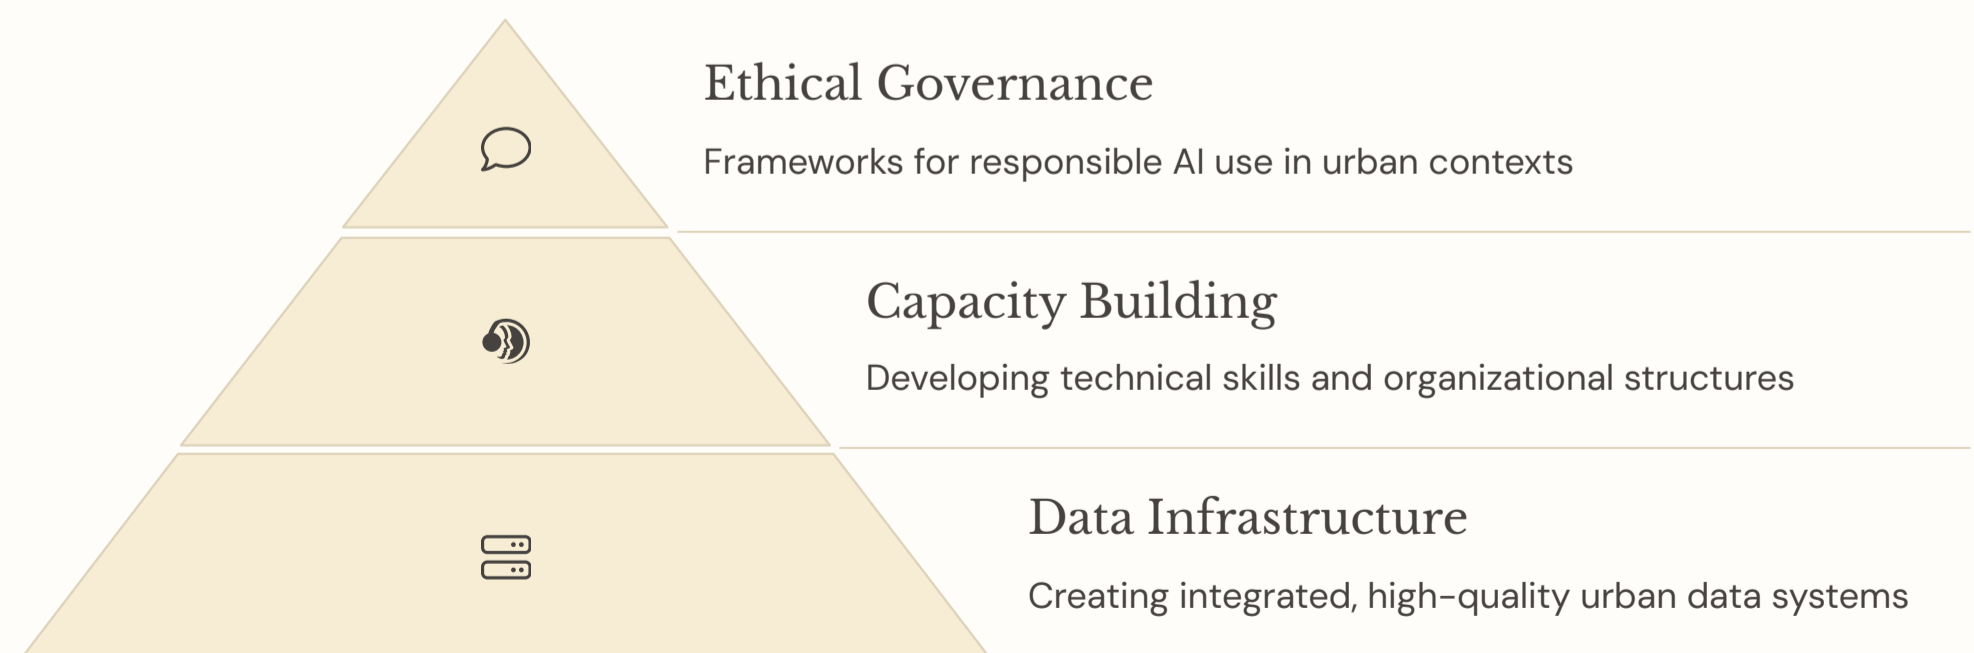 Ethical Governance
Frameworks for responsible AI use in urban contexts
Capacity Building
Developing technical skills and organizational structures
Data Infrastructure
Creating integrated, high-quality urban data systems